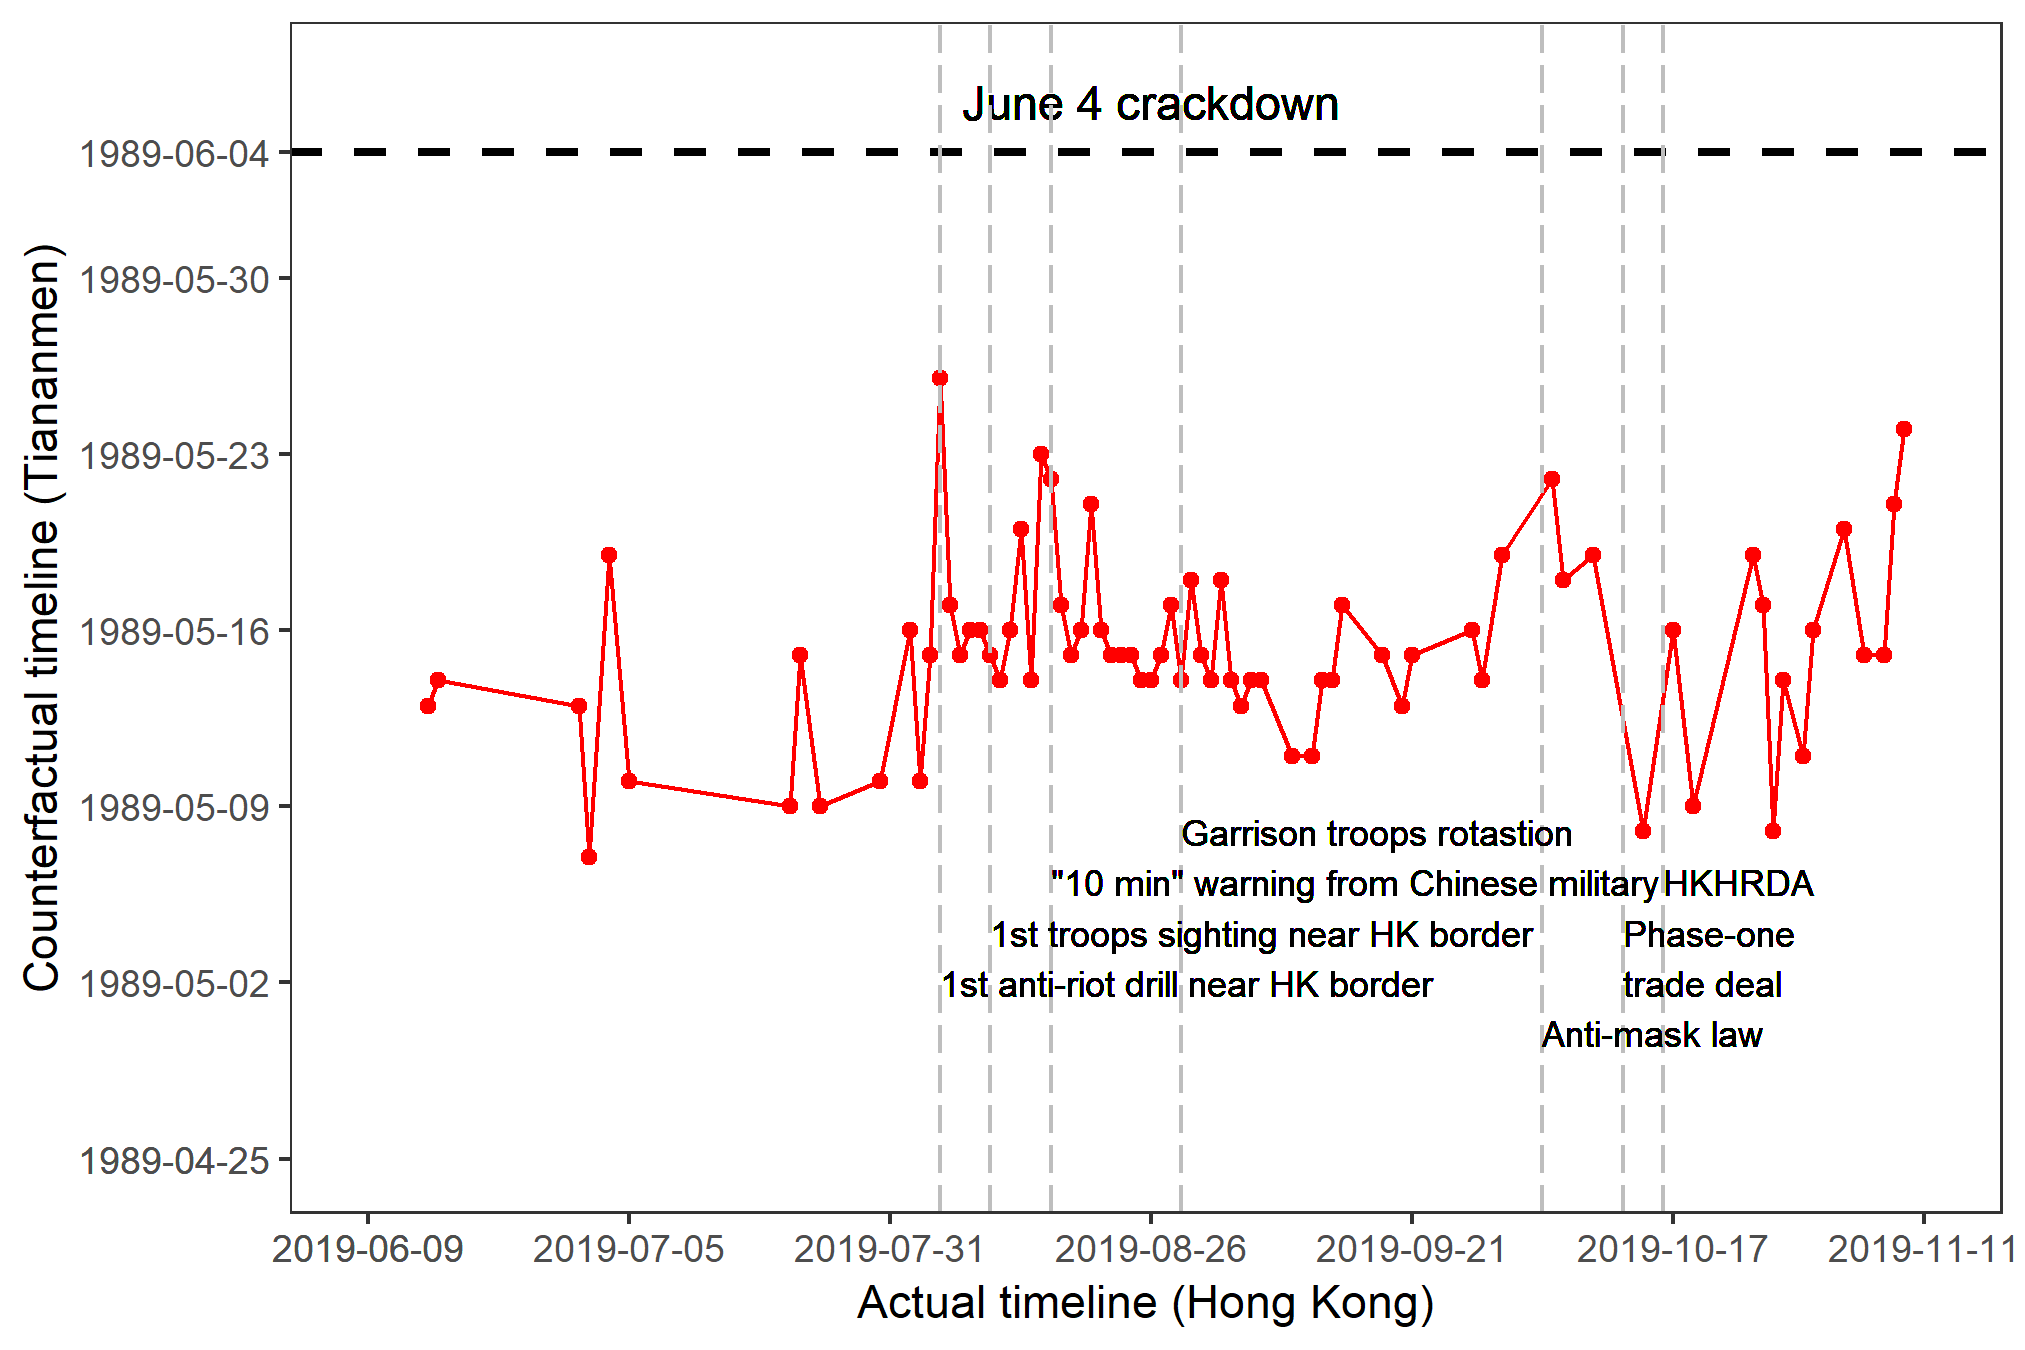 June 4 crackdown
1989-06-04
1989-05-30
1989-05-23
1989-05-16
1989-05-09
1989-05-02
1989-04-25
Counterfactual timeline (Tiananmen)
Garrison troops rotastion
"10 min" warning from Chinese military
HKHRDA
1st troops sighting near HK border
Phase-one
trade deal
1st anti-riot drill near HK border
Anti-mask law
2019-06-09
2019-07-05
2019-07-31
2019-08-26
2019-09-21
2019-10-17
2019-11-11
Actual timeline (Hong Kong)